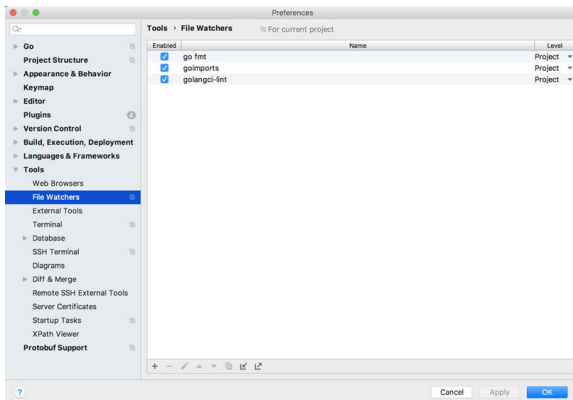 Preferences
Tools › File Watchers
For current project
Go
Project Structure
Appearance & Behavior
Keymap
Editor
Plugins
Version Control
Build, Execution, Deployment
Languages & Frameworks
Tools
Web Browsers
File Watchers
External Tools
Terminal
Database
SSH Terminal
Diagrams
Diff & Merge
Remote SSH External Tools
Server Certificates
Startup Tasks
XPath Viewer
Protobuf Support
Enabled Name Level
go fmt Project
goimports Project
golangci-lint Project
?
Cancel Apply OK